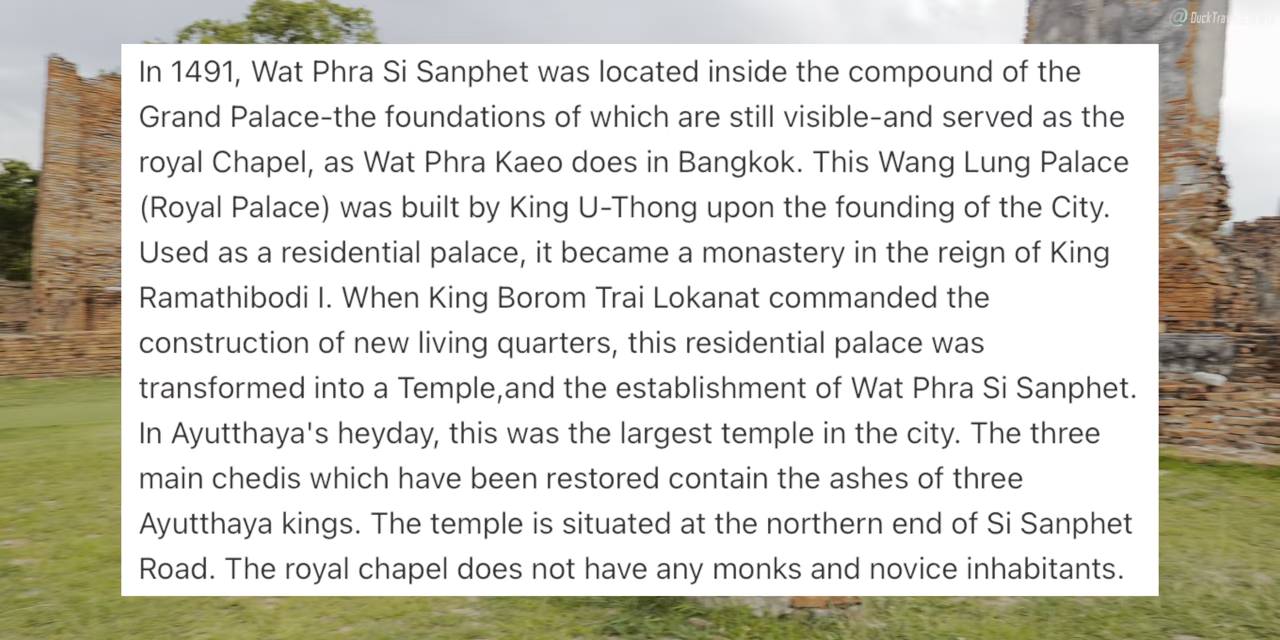 In 1491, Wat Phra Si Sanphet was located inside the compound of the
Grand Palace-the foundations of which are still visible-and served as the
royal Chapel, as Wat Phra Kaeo does in Bangkok. This Wang Lung Palace
(Royal Palace) was built by King U-Thong upon the founding of the City.
Used as a residential palace, it became a monastery in the reign of King
Ramathibodi I. When King Borom Trai Lokanat commanded the
construction of new living quarters, this residential palace was
transformed into a Temple,and the establishment of Wat Phra Si Sanphet.
In Ayutthaya's heyday, this was the largest temple in the city. The three
main chedis which have been restored contain the ashes of three
Ayutthaya kings. The temple is situated at the northern end of Si Sanphet
Road. The royal chapel does not have any monks and novice inhabitants.